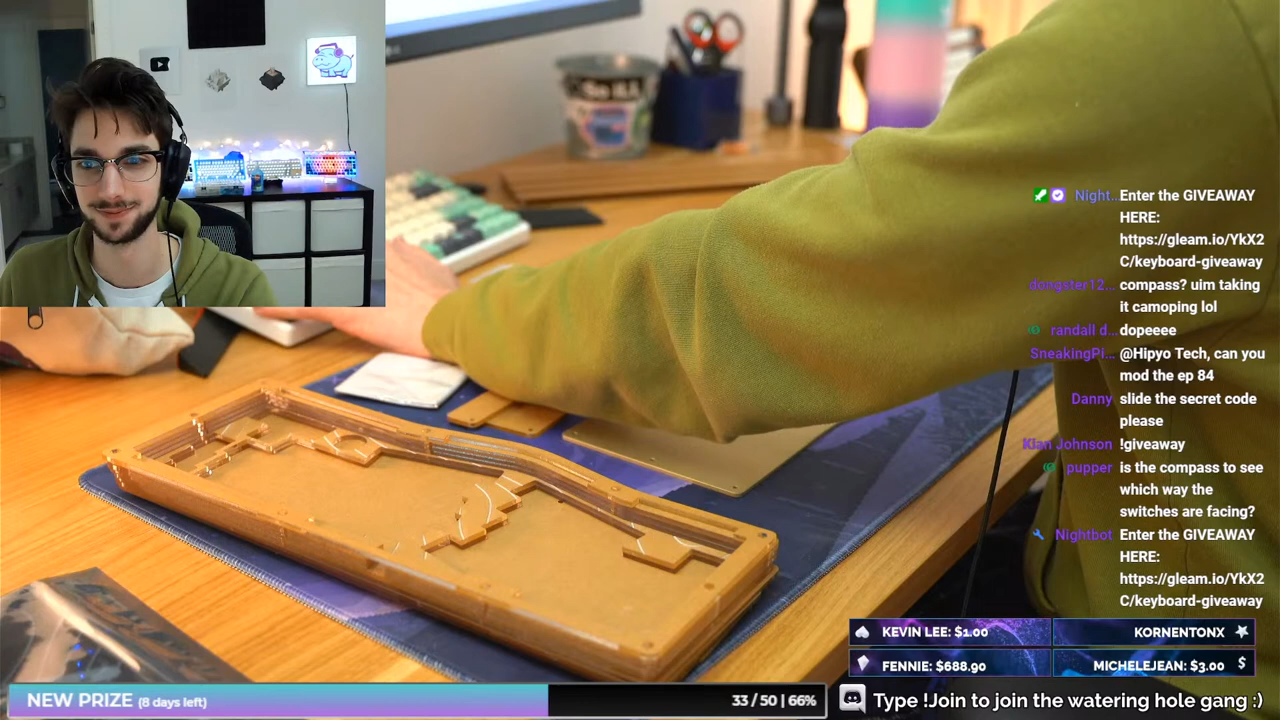 Night.. Enter the GIVEAWAY
HERE:
https://gleam.io/YkX2
C/keyboard-giveaway
dongster12... compass? uim taking
it camoping lol
randall d... dopeeee
SneakingPi... @Hipyo Tech, can you
mod the ep 84
Danny slide the secret code
please
Kian Johnson !giveaway
pupper is the compass to see
which way the
switches are facing?
Nightbot Enter the GIVEAWAY
HERE:
https://gleam.io/YkX2
C/keyboard-giveaway
KEVIN LEE: $1.00
KORNENTONX
FENNIE: $688.90
MICHELEJEAN: $3.00
NEW PRIZE (8 days left)
33 / 50 | 66%
Type !Join to join the watering hole gang :)